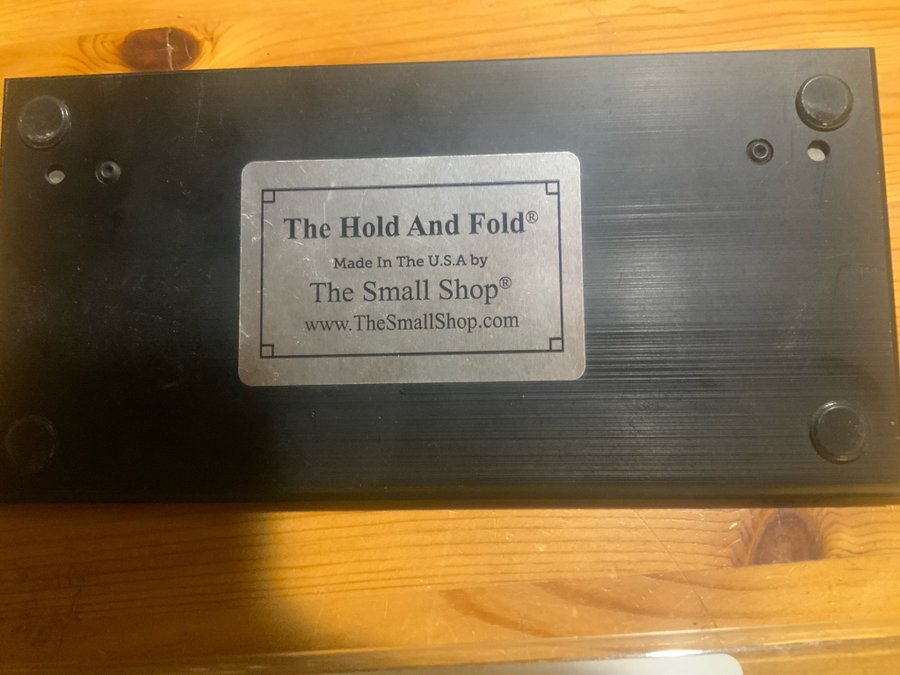 The Hold And Fold®
Made In The U.S.A by
The Small Shop®
www.TheSmallShop.com